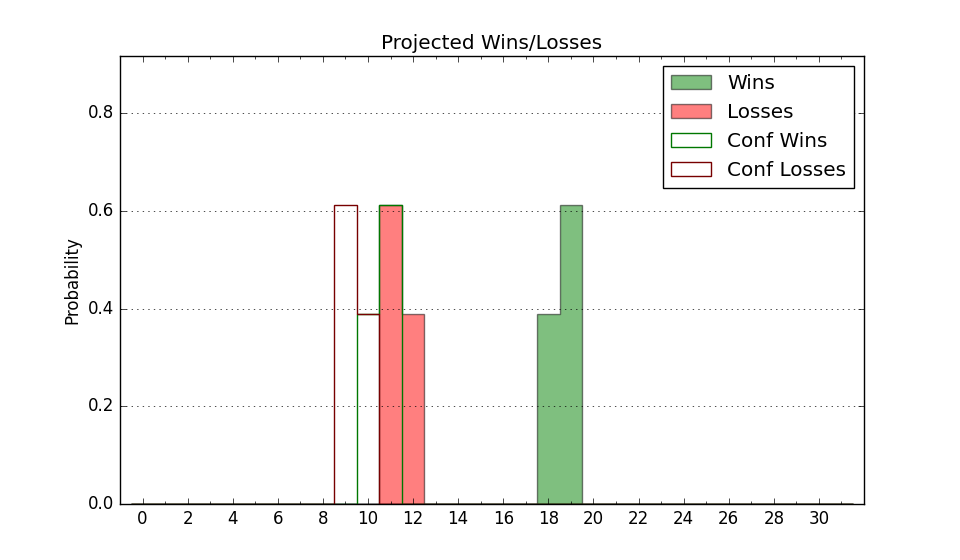 Projected Wins/Losses
Wins
Losses
Conf Wins
Conf Losses
Probability
0.8
0.6
0.4
0.2
0.0
0 2 4 6 8 10 12 14 16 18 20 22 24 26 28 30